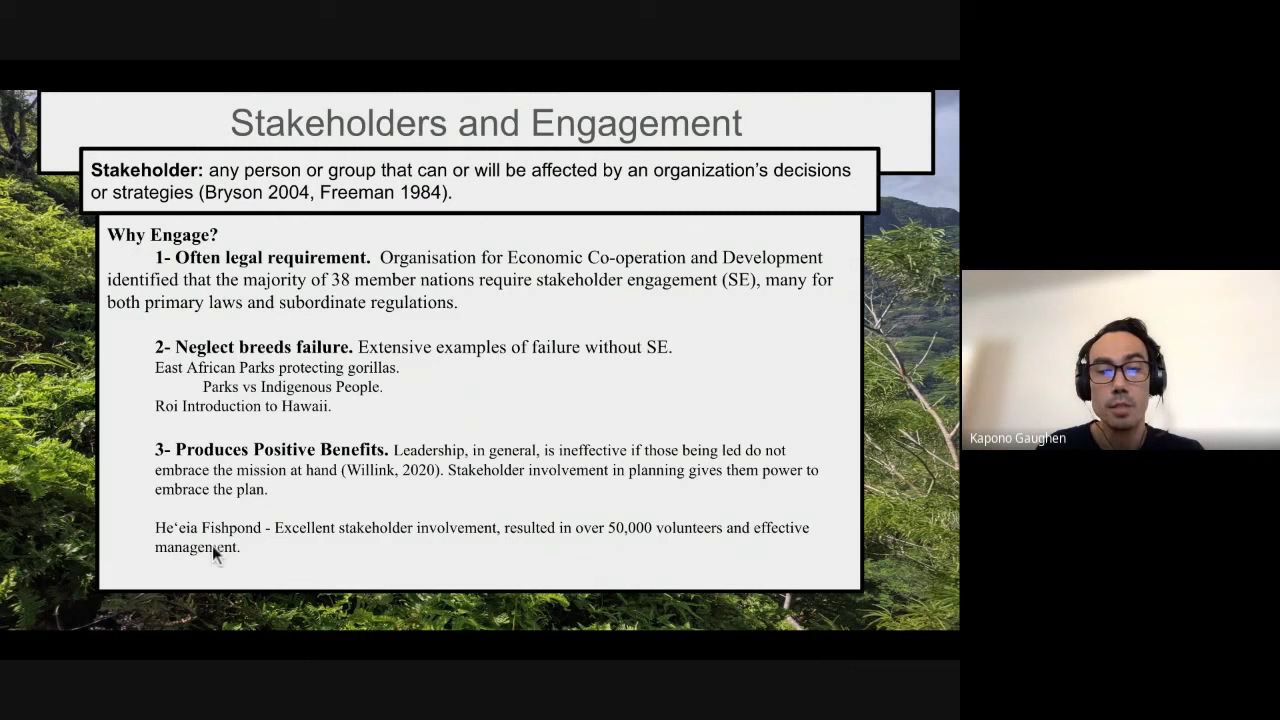 Stakeholders and Engagement
Stakeholder: any person or group that can or will be affected by an organization's decisions
or strategies (Bryson 2004, Freeman 1984).
Why Engage?
1- Often legal requirement. Organisation for Economic Co-operation and Development
identified that the majority of 38 member nations require stakeholder engagement (SE), many for
both primary laws and subordinate regulations.
2- Neglect breeds failure. Extensive examples of failure without SE.
East African Parks protecting gorillas.
Parks vs Indigenous People.
Roi Introduction to Hawaii.
3- Produces Positive Benefits. Leadership, in general, is ineffective if those being led do not
embrace the mission at hand (Willink, 2020). Stakeholder involvement in planning gives them power to
embrace the plan.
Heʻeia Fishpond - Excellent stakeholder involvement, resulted in over 50,000 volunteers and effective
management.
Kapono Gaughen